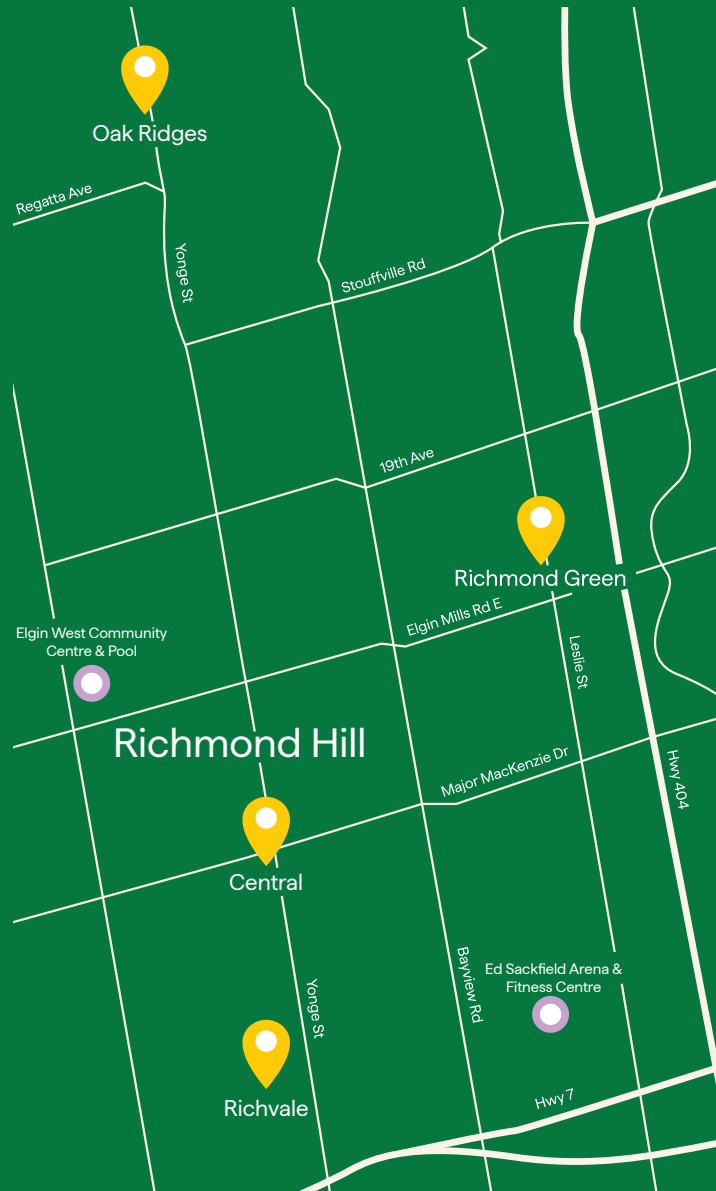 Oak Ridges
Regatta Ave
Yonge St
Stouffville Rd
19th Ave
Richmond Green
Elgin Mills Rd E
Elgin West Community
Centre & Pool
Leslie St
Richmond Hill
Major MacKenzie Dr
Hwy 404
Central
Bayview Rd
Ed Sackfield Arena &
Fitness Centre
Yonge St
Richvale
Hwy 7